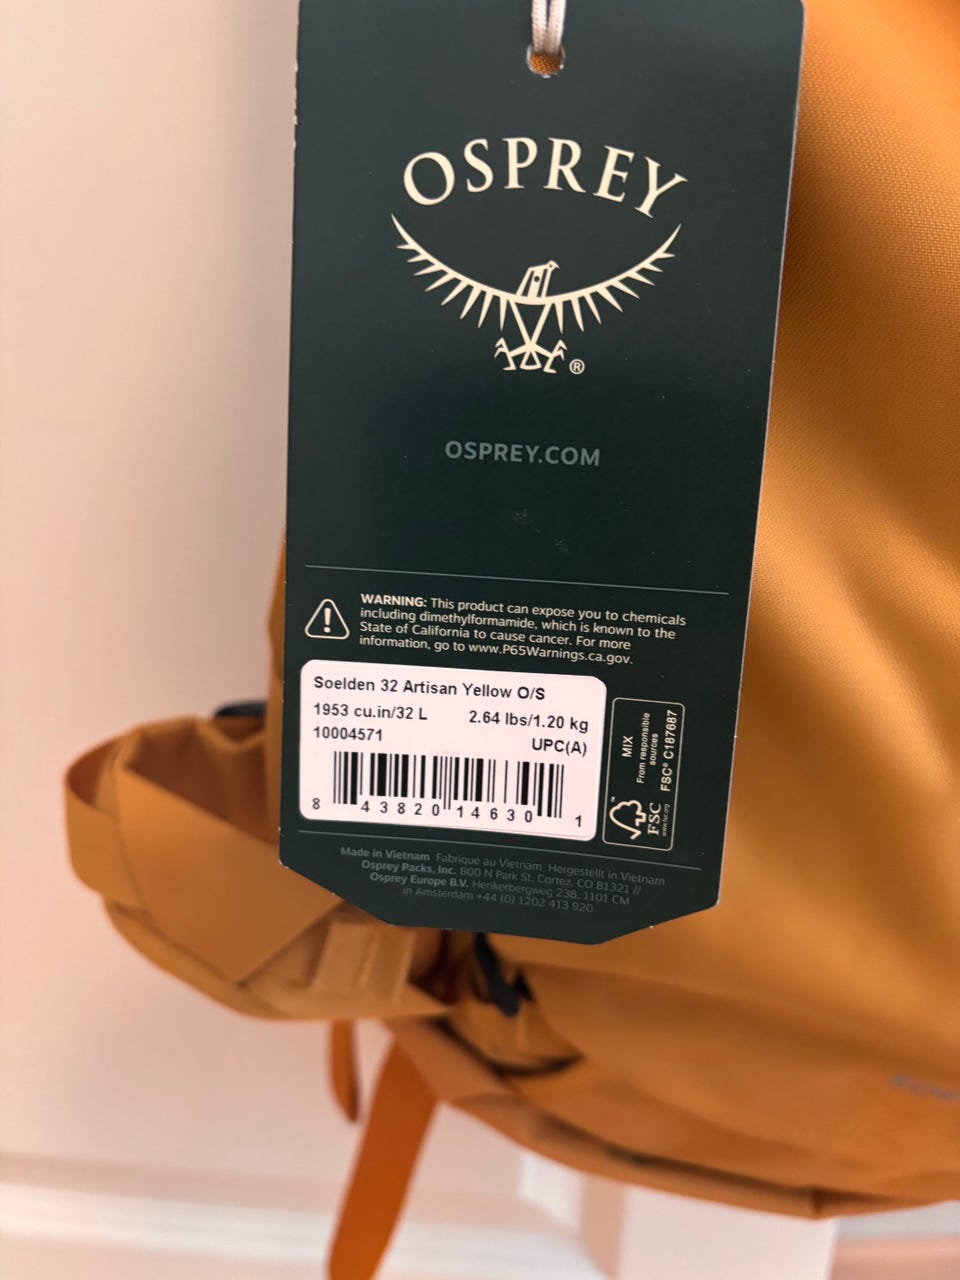 OSPREY
®
OSPREY.COM
WARNING: This product can expose you to chemicals
including dimethylformamide, which is known to the
State of California to cause cancer. For more
information, go to www.P65Warnings.ca.gov.
Soelden 32 Artisan Yellow O/S
1953 cu.in/32 L 2.64 lbs/1.20 kg
10004571 UPC(A)
8 43820 14630 1
MIX
From responsible
sources
FSC® C187687
FSC
www.fsc.org
Made in Vietnam Fabriqué au Vietnam Hergestellt in Vietnam
Osprey Packs, Inc. 800 N Park St, Cortez, CO 81321 //
Osprey Europe B.V. Herikerbergweg 238, 1101 CM
in Amsterdam +44 (0) 1202 413 920